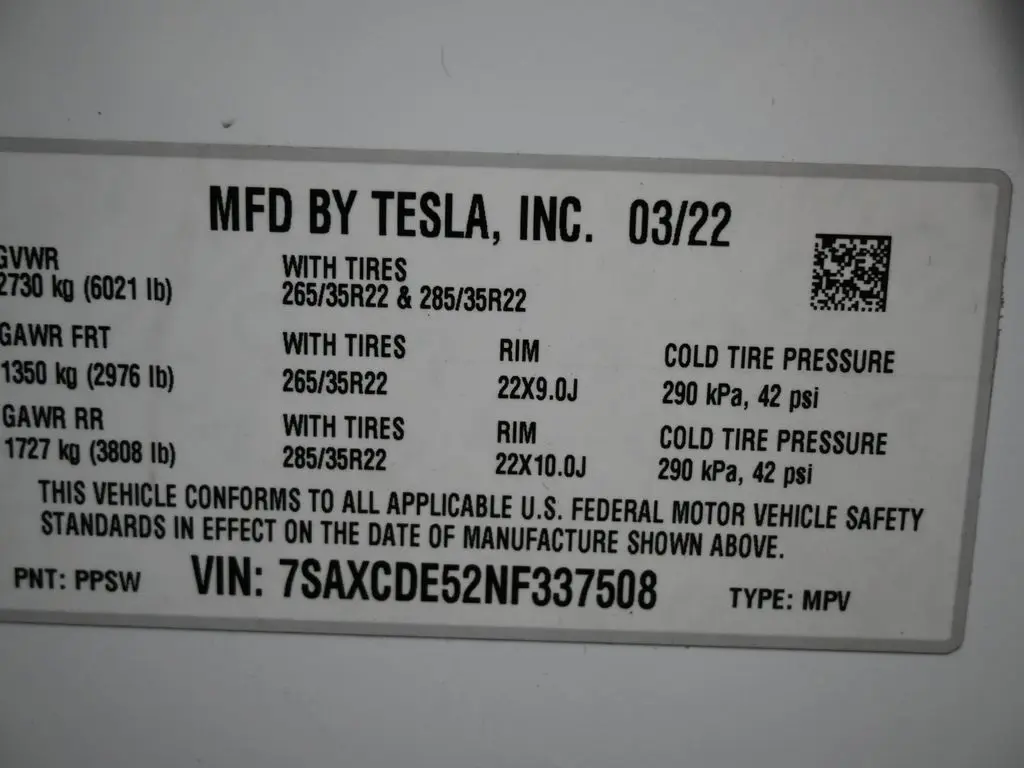 MFD BY TESLA, INC. 03/22
GVWR WITH TIRES
2730 kg (6021 lb) 265/35R22 & 285/35R22
GAWR FRT WITH TIRES RIM COLD TIRE PRESSURE
1350 kg (2976 lb) 265/35R22 22X9.0J 290 kPa, 42 psi
GAWR RR WITH TIRES RIM COLD TIRE PRESSURE
1727 kg (3808 lb) 285/35R22 22X10.0J 290 kPa, 42 psi
THIS VEHICLE CONFORMS TO ALL APPLICABLE U.S. FEDERAL MOTOR VEHICLE SAFETY
STANDARDS IN EFFECT ON THE DATE OF MANUFACTURE SHOWN ABOVE.
PNT: PPSW VIN: 7SAXCDE52NF337508 TYPE: MPV